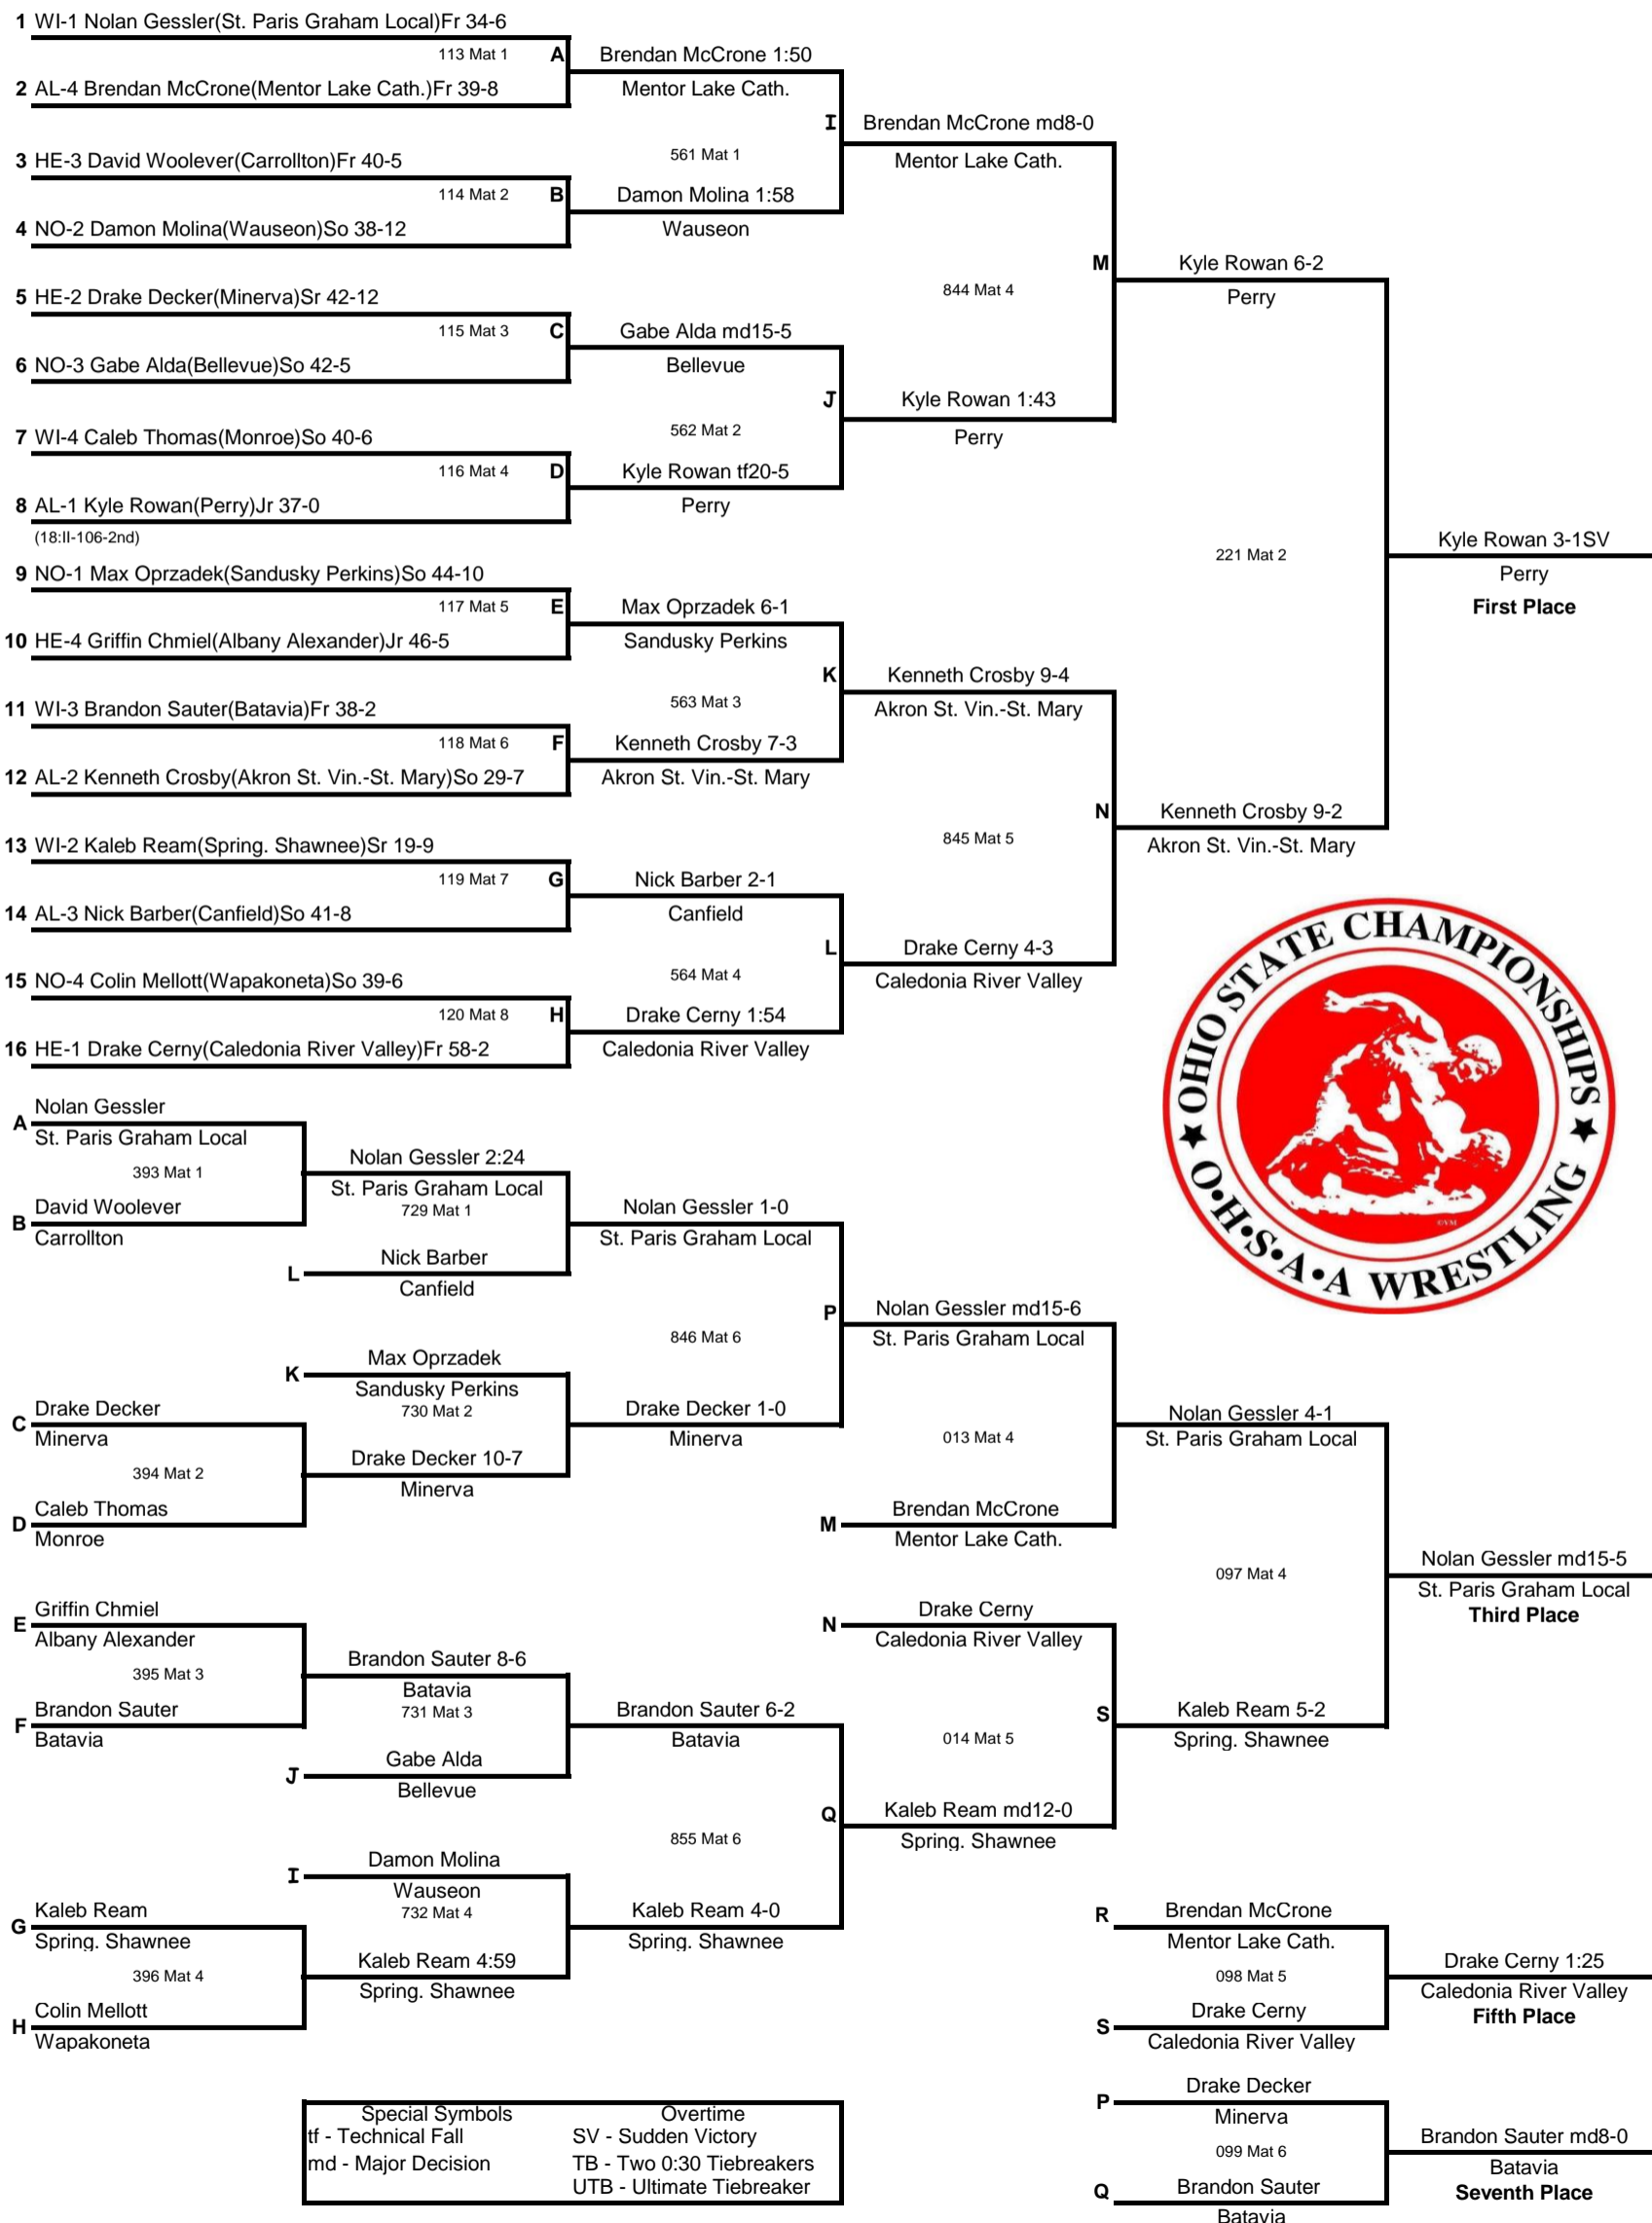 1 WI-1 Nolan Gessler(St. Paris Graham Local)Fr 34-6
113 Mat 1
A
2 AL-4 Brendan McCrone(Mentor Lake Cath.)Fr 39-8
Brendan McCrone 1:50
Mentor Lake Cath.
3 HE-3 David Woolever(Carrollton)Fr 40-5
114 Mat 2
B
4 NO-2 Damon Molina(Wauseon)So 38-12
561 Mat 1
I
Damon Molina 1:58
Wauseon
Brendan McCrone md8-0
Mentor Lake Cath.
5 HE-2 Drake Decker(Minerva)Sr 42-12
115 Mat 3
C
6 NO-3 Gabe Alda(Bellevue)So 42-5
Gabe Alda md15-5
Bellevue
7 WI-4 Caleb Thomas(Monroe)So 40-6
116 Mat 4
D
8 AL-1 Kyle Rowan(Perry)Jr 37-0
(18:II-106-2nd)
562 Mat 2
J
Kyle Rowan tf20-5
Perry
Kyle Rowan 1:43
Perry
844 Mat 4
M
Kyle Rowan 6-2
Perry
9 NO-1 Max Oprzadek(Sandusky Perkins)So 44-10
117 Mat 5
E
10 HE-4 Griffin Chmiel(Albany Alexander)Jr 46-5
Max Oprzadek 6-1
Sandusky Perkins
11 WI-3 Brandon Sauter(Batavia)Fr 38-2
118 Mat 6
F
12 AL-2 Kenneth Crosby(Akron St. Vin.-St. Mary)So 29-7
563 Mat 3
K
Kenneth Crosby 7-3
Akron St. Vin.-St. Mary
Kenneth Crosby 9-4
Akron St. Vin.-St. Mary
13 WI-2 Kaleb Ream(Spring. Shawnee)Sr 19-9
119 Mat 7
G
14 AL-3 Nick Barber(Canfield)So 41-8
Nick Barber 2-1
Canfield
15 NO-4 Colin Mellott(Wapakoneta)So 39-6
120 Mat 8
H
16 HE-1 Drake Cerny(Caledonia River Valley)Fr 58-2
564 Mat 4
L
Drake Cerny 1:54
Caledonia River Valley
Drake Cerny 4-3
Caledonia River Valley
845 Mat 5
N
Kenneth Crosby 9-2
Akron St. Vin.-St. Mary
221 Mat 2
Kyle Rowan 3-1SV
Perry
First Place
OHIO STATE CHAMPIONSHIPS
O•H•S•A•A WRESTLING
©VM
A
Nolan Gessler
St. Paris Graham Local
393 Mat 1
B
David Woolever
Carrollton
Nolan Gessler 2:24
St. Paris Graham Local
729 Mat 1
L
Nick Barber
Canfield
Nolan Gessler 1-0
St. Paris Graham Local
K
Max Oprzadek
Sandusky Perkins
730 Mat 2
C
Drake Decker
Minerva
394 Mat 2
D
Caleb Thomas
Monroe
Drake Decker 10-7
Minerva
Drake Decker 1-0
Minerva
846 Mat 6
P
Nolan Gessler md15-6
St. Paris Graham Local
013 Mat 4
M
Brendan McCrone
Mentor Lake Cath.
Nolan Gessler 4-1
St. Paris Graham Local
E
Griffin Chmiel
Albany Alexander
395 Mat 3
F
Brandon Sauter
Batavia
Brandon Sauter 8-6
Batavia
731 Mat 3
J
Gabe Alda
Bellevue
Brandon Sauter 6-2
Batavia
I
Damon Molina
Wauseon
732 Mat 4
G
Kaleb Ream
Spring. Shawnee
396 Mat 4
H
Colin Mellott
Wapakoneta
Kaleb Ream 4:59
Spring. Shawnee
Kaleb Ream 4-0
Spring. Shawnee
855 Mat 6
Q
Kaleb Ream md12-0
Spring. Shawnee
N
Drake Cerny
Caledonia River Valley
014 Mat 5
S
Kaleb Ream 5-2
Spring. Shawnee
097 Mat 4
Nolan Gessler md15-5
St. Paris Graham Local
Third Place
R
Brendan McCrone
Mentor Lake Cath.
098 Mat 5
S
Drake Cerny
Caledonia River Valley
Drake Cerny 1:25
Caledonia River Valley
Fifth Place
P
Drake Decker
Minerva
099 Mat 6
Q
Brandon Sauter
Batavia
Brandon Sauter md8-0
Batavia
Seventh Place
Special Symbols Overtime
tf - Technical Fall SV - Sudden Victory
md - Major Decision TB - Two 0:30 Tiebreakers
UTB - Ultimate Tiebreaker